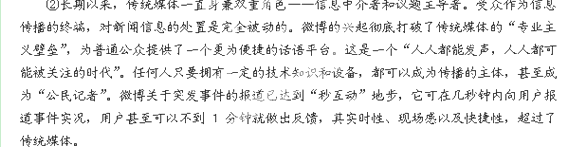 ②长期以来，传统媒体一直身兼双重角色——信息中介者和议题主导者。受众作为信息
传播的终端，对新闻信息的处置是完全被动的。微博的兴起彻底打破了传统媒体的“专业主
义壁垒”，为普通公众提供了一个更为便捷的话语平台。这是一个“人人都能发声，人人都可
能被关注的时代”。任何人只要拥有一定的技术知识和设备，都可以成为传播的主体，甚至成
为“公民记者”。微博关于突发事件的报道已达到“秒互动”地步，它可在几秒钟内向用户报
道事件实况，用户甚至可以不到 1 分钟就做出反馈，其实时性、现场感以及快捷性，超过了
传统媒体。